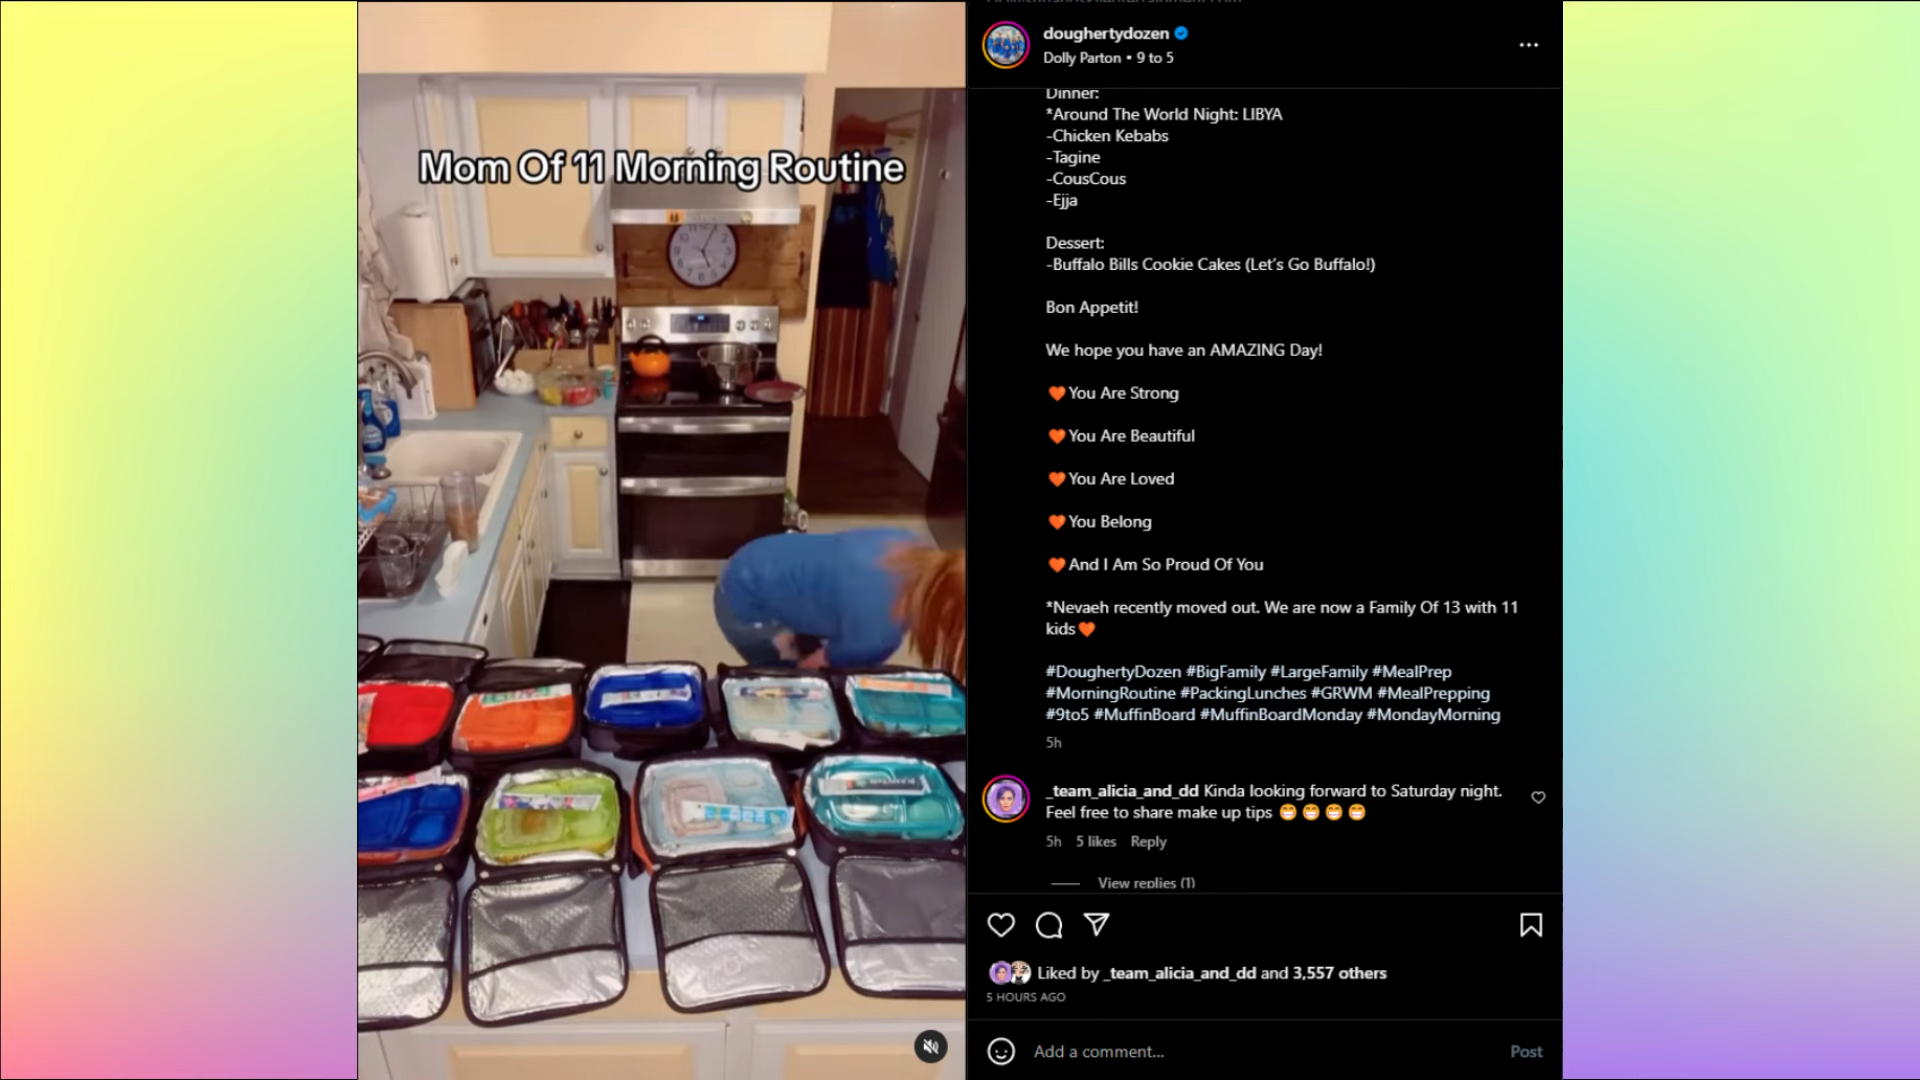 Mom Of 11 Morning Routine
doughertydozen
Dolly Parton • 9 to 5
Dinner:
*Around The World Night: LIBYA
-Chicken Kebabs
-Tagine
-CousCous
-Ejja
Dessert:
-Buffalo Bills Cookie Cakes (Let's Go Buffalo!)
Bon Appetit!
We hope you have an AMAZING Day!
🧡You Are Strong
🧡You Are Beautiful
🧡You Are Loved
🧡You Belong
🧡And I Am So Proud Of You
*Nevaeh recently moved out. We are now a Family Of 13 with 11
kids🧡
#DoughertyDozen #BigFamily #LargeFamily #MealPrep
#MorningRoutine #PackingLunches #GRWM #MealPrepping
#9to5 #MuffinBoard #MuffinBoardMonday #MondayMorning
5h
_team_alicia_and_dd Kinda looking forward to Saturday night.
Feel free to share make up tips 😁😁😁😁
5h 5 likes Reply
View replies (1)
Liked by _team_alicia_and_dd and 3,557 others
5 HOURS AGO
Add a comment...
Post